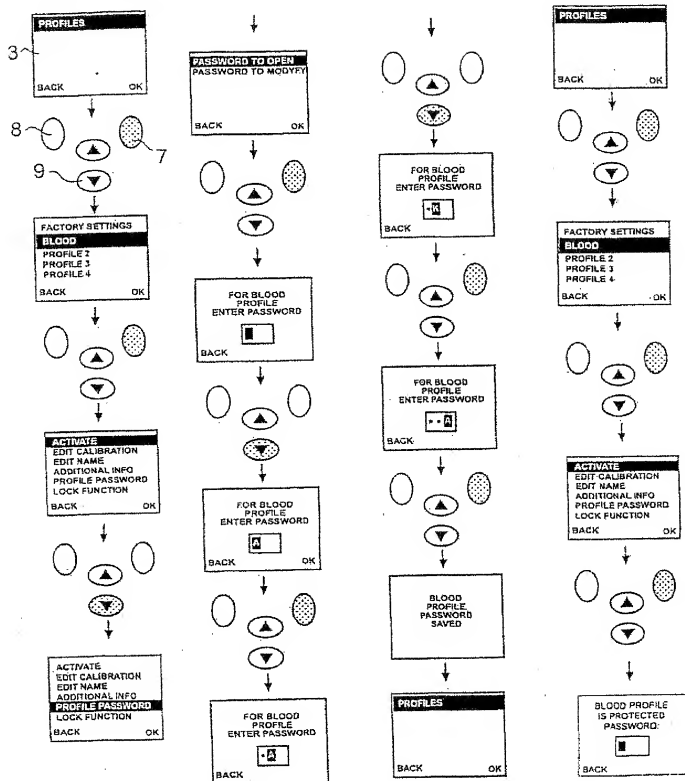 PROFILES
3
BACK OK
8
7
9
FACTORY SETTINGS
BLOOD
PROFILE 2
PROFILE 3
PROFILE 4
BACK OK
ACTIVATE
EDIT CALIBRATION
EDIT NAME
ADDITIONAL INFO
PROFILE PASSWORD
LOCK FUNCTION
BACK OK
ACTIVATE
EDIT CALIBRATION
EDIT NAME
ADDITIONAL INFO
PROFILE PASSWORD
LOCK FUNCTION
BACK OK
PASSWORD TO OPEN
PASSWORD TO MODYFY
BACK OK
FOR BLOOD
PROFILE
ENTER PASSWORD
BACK
FOR BLOOD
PROFILE
ENTER PASSWORD
A
BACK OK
FOR BLOOD
PROFILE
ENTER PASSWORD
*A
BACK OK
FOR BLOOD
PROFILE
ENTER PASSWORD
*K
BACK
FOR BLOOD
PROFILE
ENTER PASSWORD
**A
BACK
BLOOD
PROFILE
PASSWORD
SAVED
PROFILES
BACK OK
PROFILES
BACK OK
FACTORY SETTINGS
BLOOD
PROFILE 2
PROFILE 3
PROFILE 4
BACK OK
ACTIVATE
EDIT CALIBRATION
EDIT NAME
ADDITIONAL INFO
PROFILE PASSWORD
LOCK FUNCTION
BACK OK
BLOOD PROFILE
IS PROTECTED
PASSWORD:
BACK